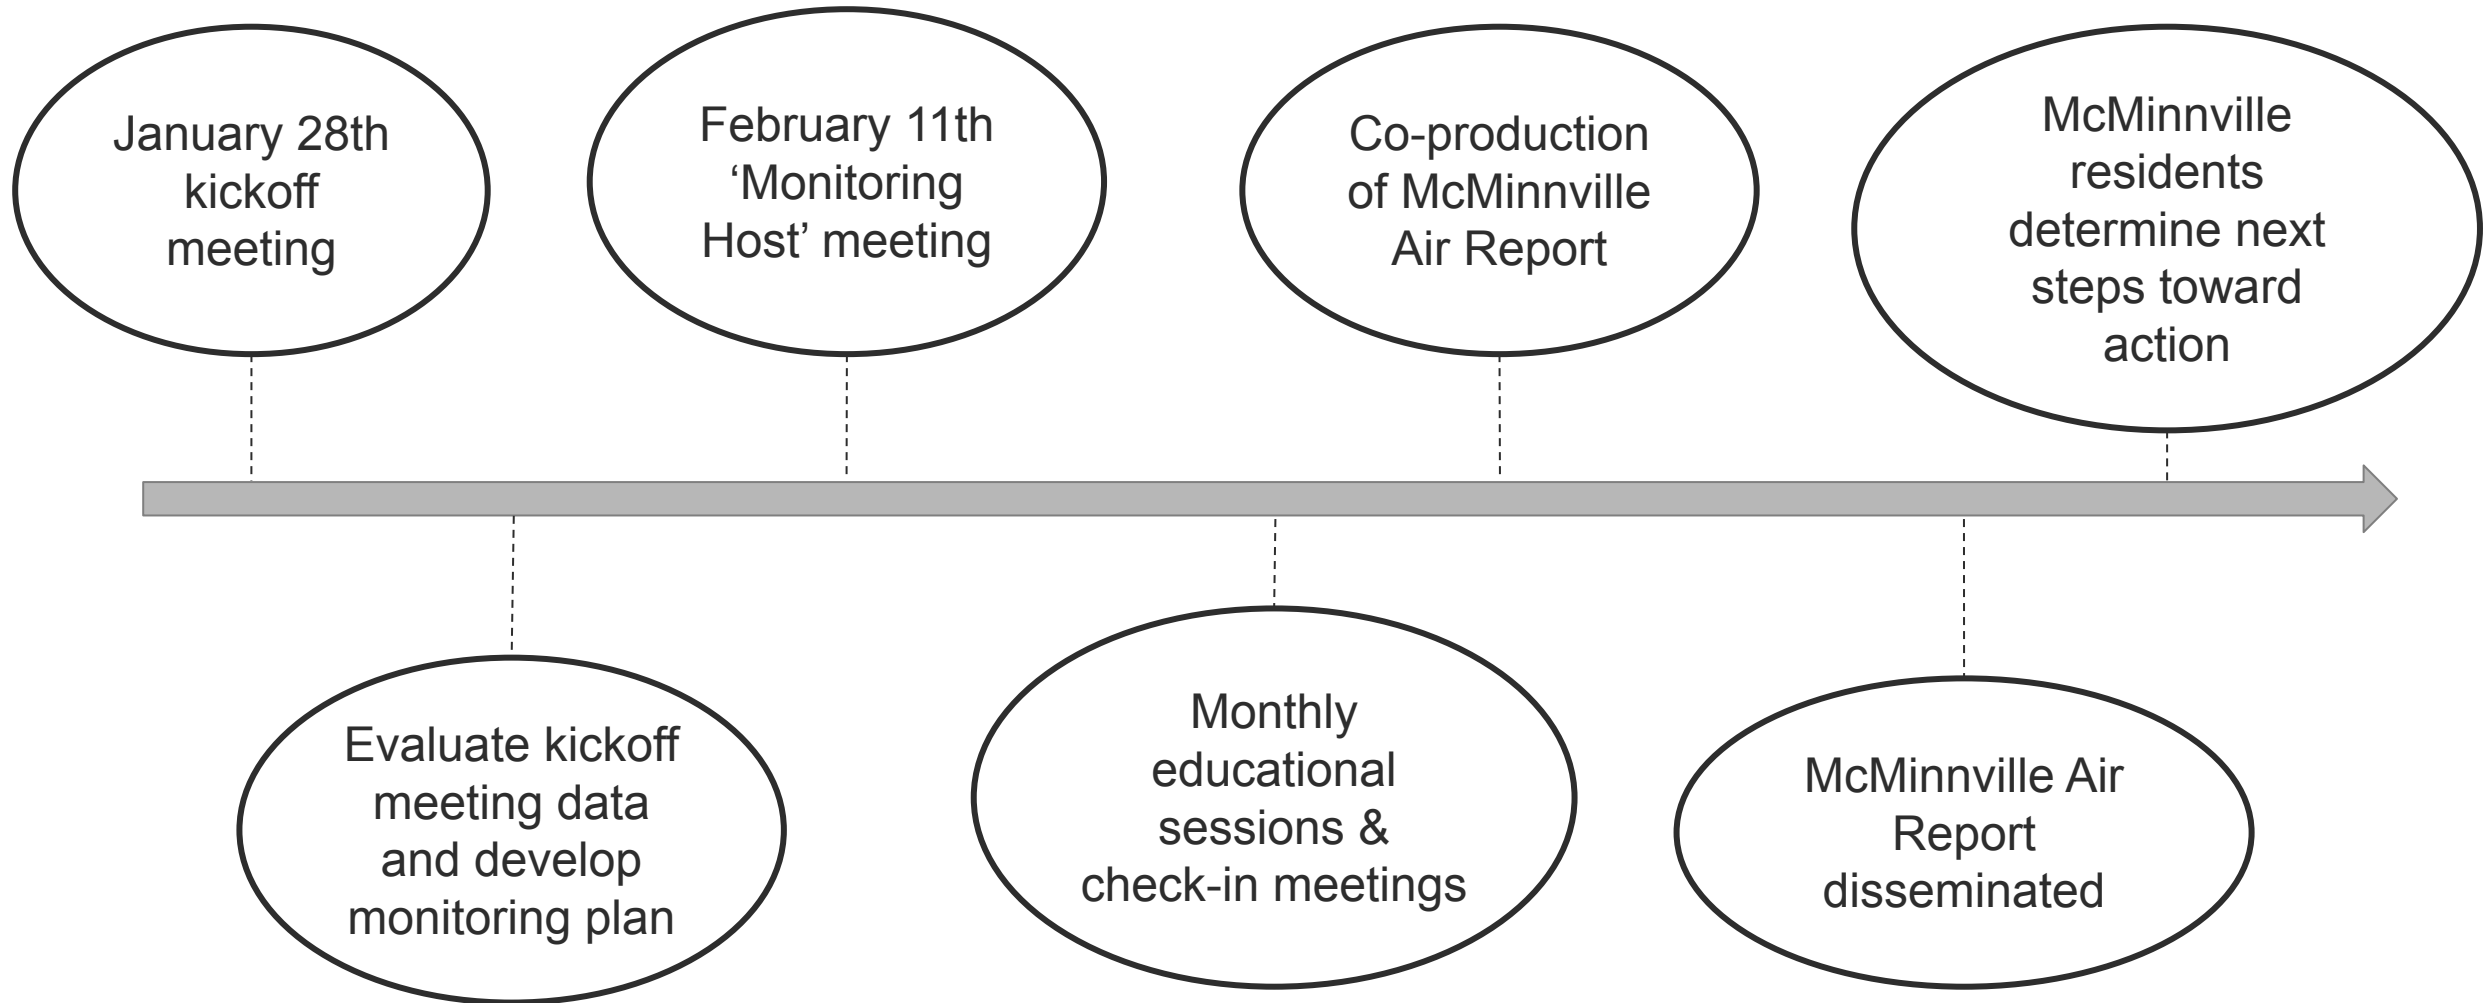 January 28th
kickoff
meeting
February 11th
‘Monitoring
Host’ meeting
Co-production
of McMinnville
Air Report
McMinnville
residents
determine next
steps toward
action
Evaluate kickoff
meeting data
and develop
monitoring plan
Monthly
educational
sessions &
check-in meetings
McMinnville Air
Report
disseminated